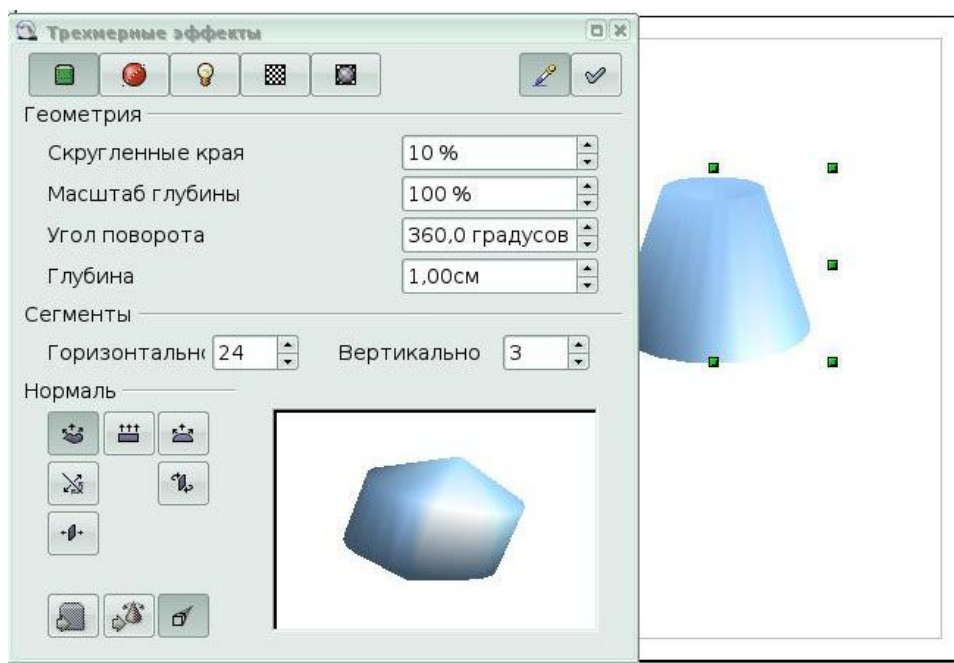 Трехмерные эффекты
Геометрия
Скругленные края 10 %
Масштаб глубины 100 %
Угол поворота 360,0 градусов
Глубина 1,00см
Сегменты
Горизонтальн 24 Вертикально 3
Нормаль